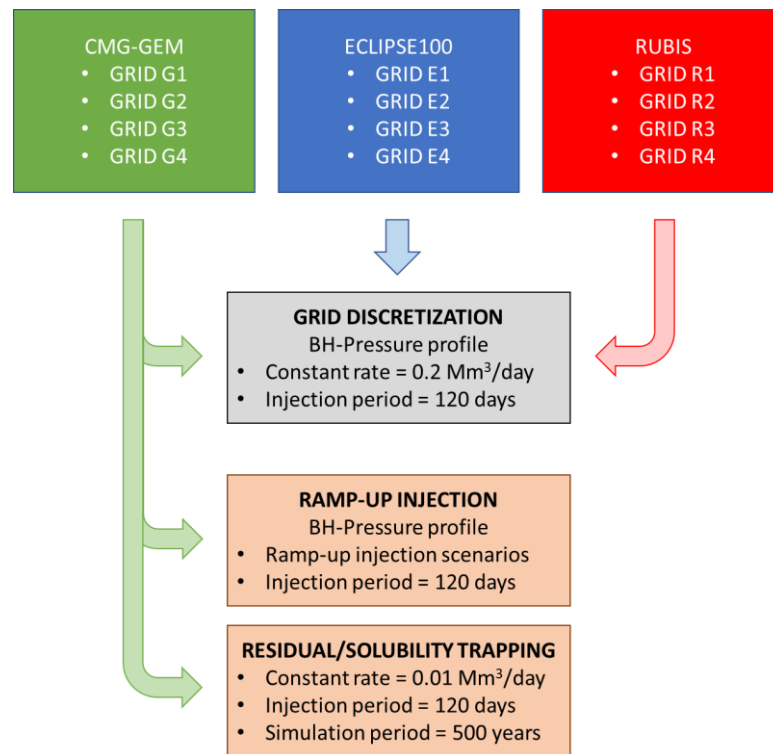 CMG-GEM
• GRID G1
• GRID G2
• GRID G3
• GRID G4
ECLIPSE100
• GRID E1
• GRID E2
• GRID E3
• GRID E4
RUBIS
• GRID R1
• GRID R2
• GRID R3
• GRID R4
GRID DISCRETIZATION
BH-Pressure profile
• Constant rate = 0.2 Mm³/day
• Injection period = 120 days
RAMP-UP INJECTION
BH-Pressure profile
• Ramp-up injection scenarios
• Injection period = 120 days
RESIDUAL/SOLUBILITY TRAPPING
• Constant rate = 0.01 Mm³/day
• Injection period = 120 days
• Simulation period = 500 years